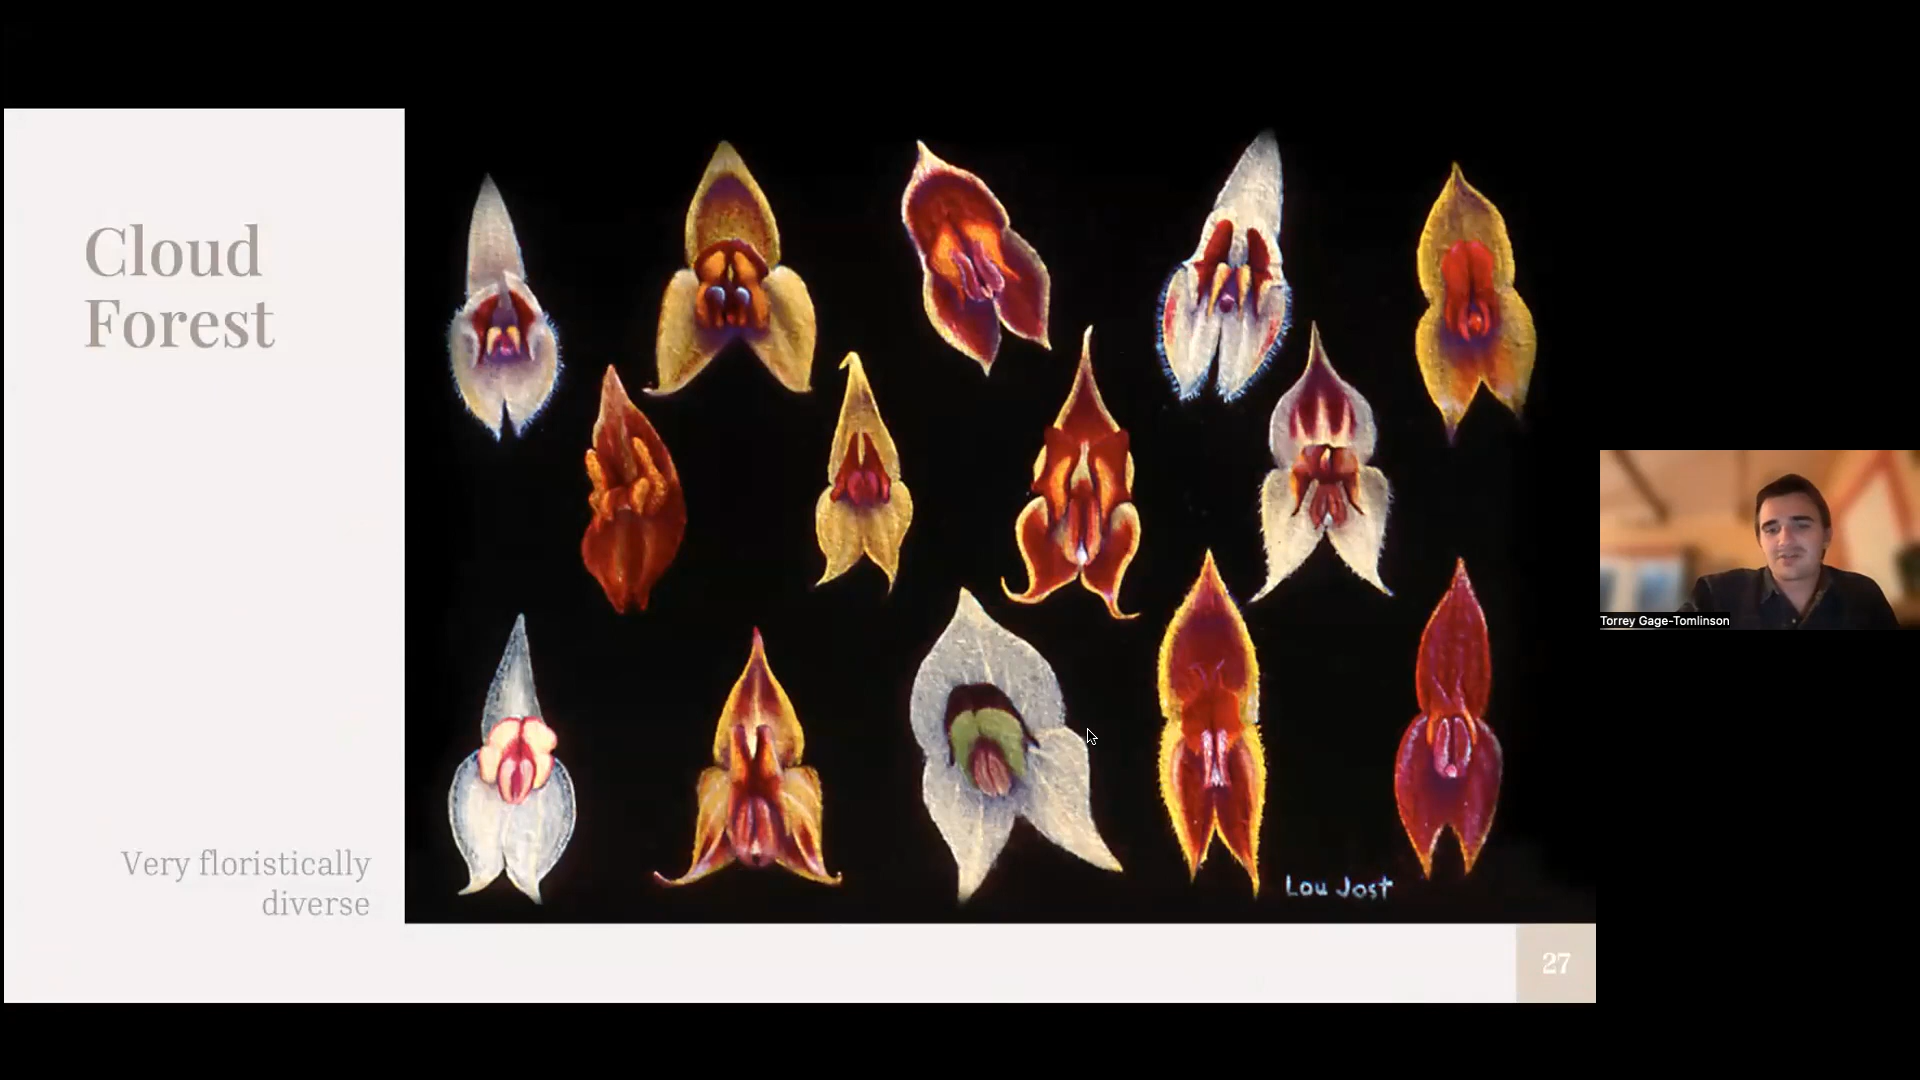 Cloud
Forest
Very floristically
diverse
Lou Jost
27
Torrey Gage-Tomlinson